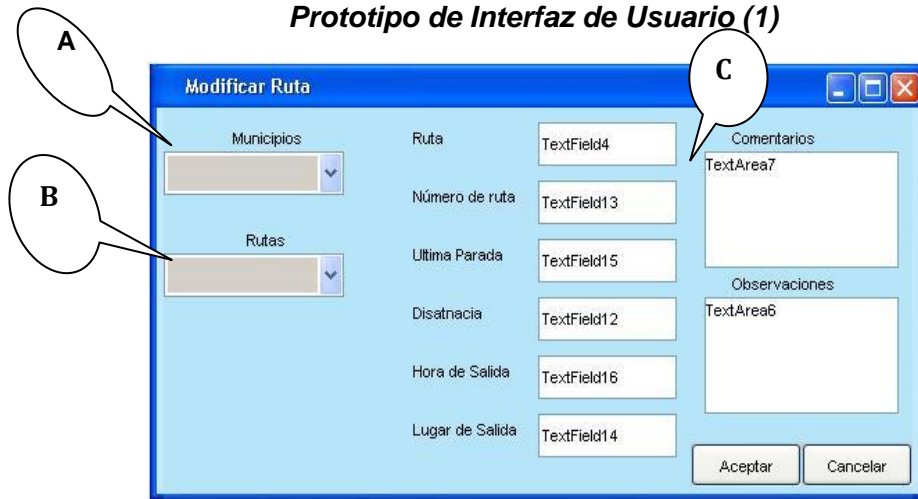 Prototipo de Interfaz de Usuario (1)
A
B
C
Modificar Ruta
Municipios
Rutas
Ruta
TextField4
Número de ruta
TextField13
Ultima Parada
TextField15
Disatnacia
TextField12
Hora de Salida
TextField16
Lugar de Salida
TextField14
Comentarios
TextArea7
Observaciones
TextArea6
Aceptar
Cancelar